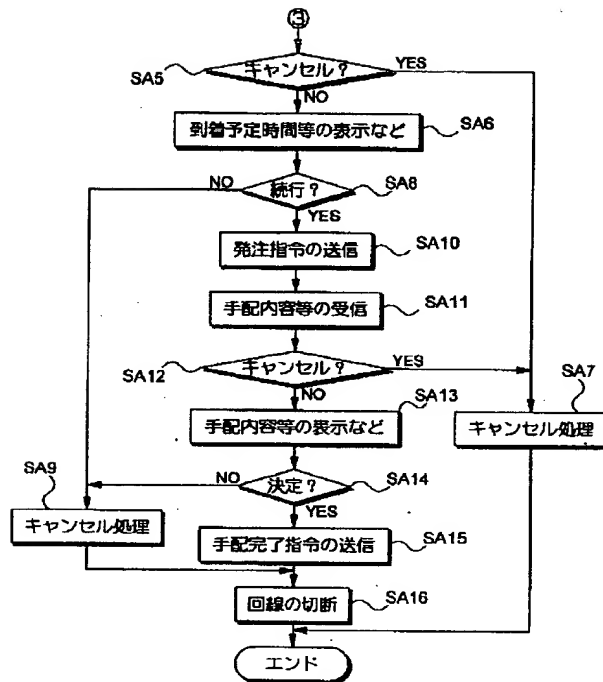 ③
キャンセル？
YES
SA5
NO
到着予定時間等の表示など
SA6
NO
続行？
SA8
YES
発注指令の送信
SA10
手配内容等の受信
SA11
キャンセル？
YES
SA12
NO
SA13
SA7
手配内容等の表示など
キャンセル処理
SA9
NO
決定？
SA14
YES
キャンセル処理
手配完了指令の送信
SA15
回線の切断
SA16
エンド